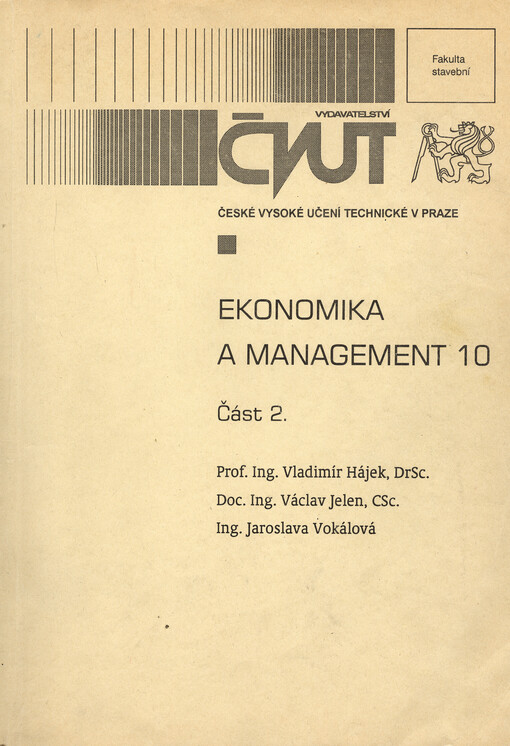 Fakulta
stavební
VYDAVATELSTVÍ
ČVUT
ČESKÉ VYSOKÉ UČENÍ TECHNICKÉ V PRAZE
EKONOMIKA
A MANAGEMENT 10
Část 2.
Prof. Ing. Vladimír Hájek, DrSc.
Doc. Ing. Václav Jelen, CSc.
Ing. Jaroslava Vokálová